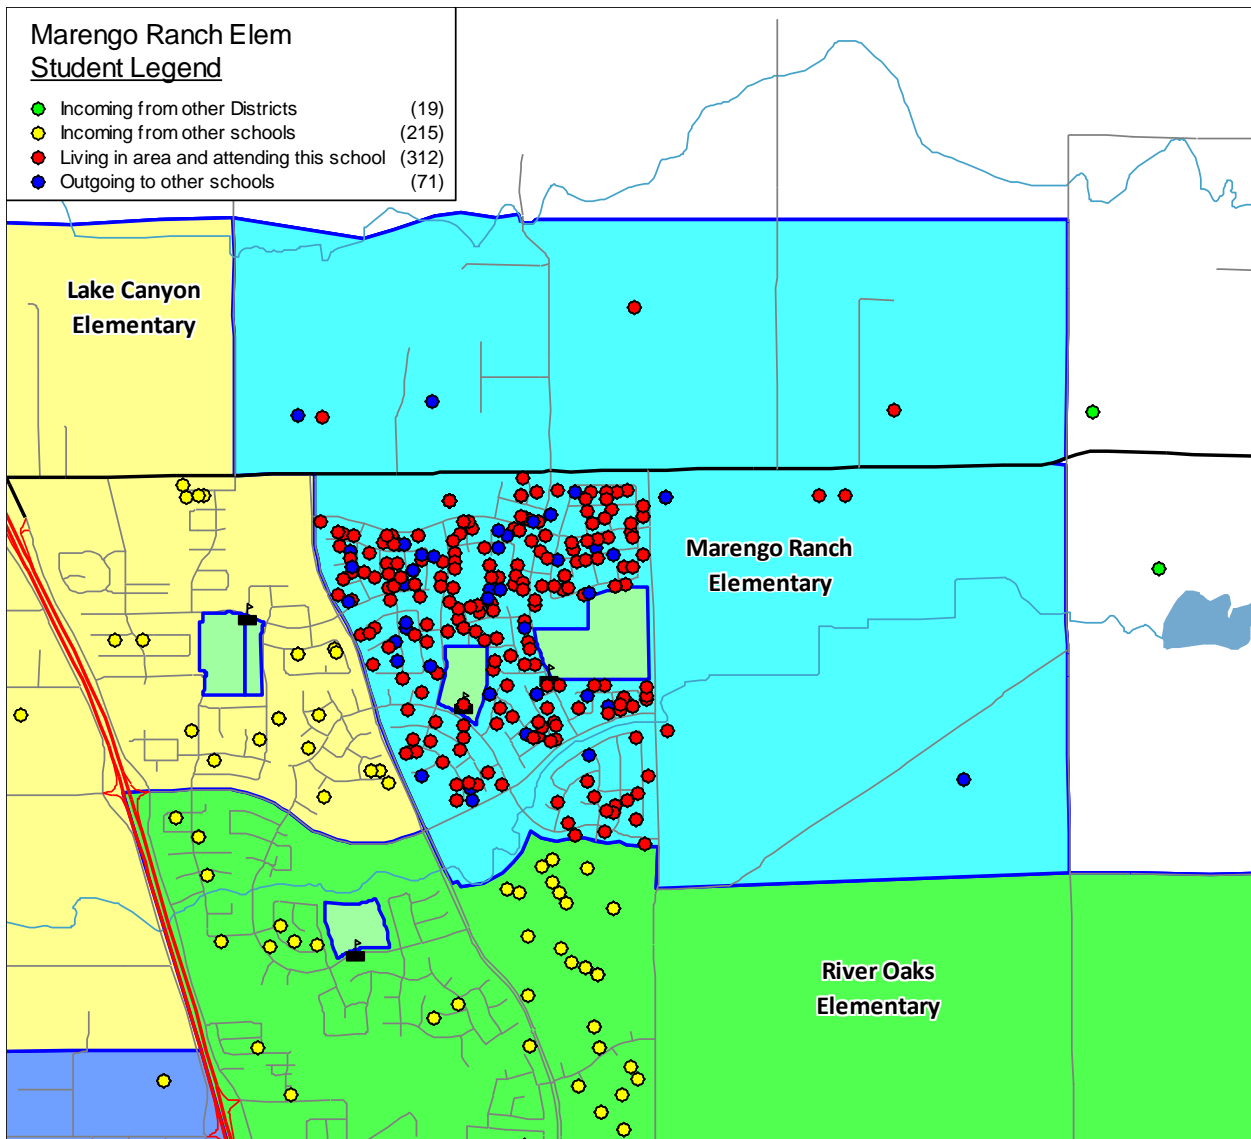 Marengo Ranch Elem
Student Legend
Incoming from other Districts (19)
Incoming from other schools (215)
Living in area and attending this school (312)
Outgoing to other schools (71)
Lake Canyon
Elementary
Marengo Ranch
Elementary
River Oaks
Elementary